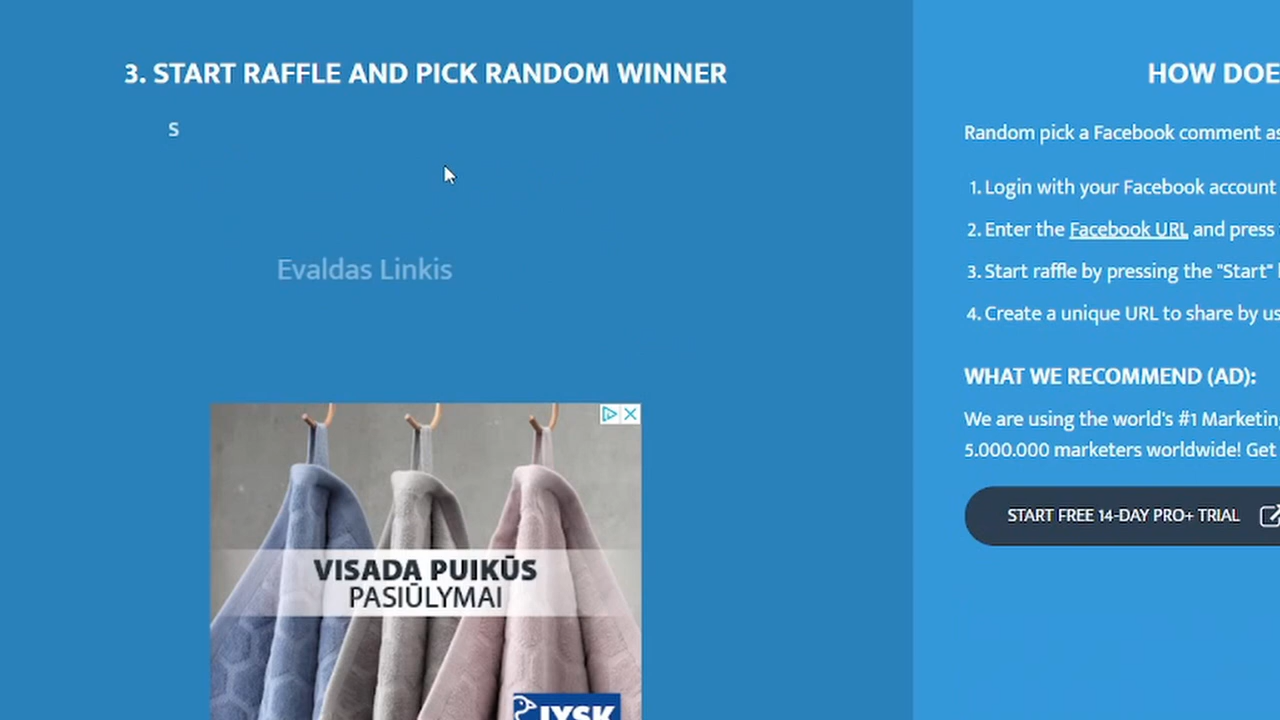 3. START RAFFLE AND PICK RANDOM WINNER
s
Evaldas Linkis
VISADA PUIKŪS
PASIŪLYMAI
JYSK
HOW DOE
Random pick a Facebook comment as
1. Login with your Facebook account
2. Enter the Facebook URL and press
3. Start raffle by pressing the "Start"
4. Create a unique URL to share by us
WHAT WE RECOMMEND (AD):
We are using the world's #1 Marketing
5.000.000 marketers worldwide! Get
START FREE 14-DAY PRO+ TRIAL